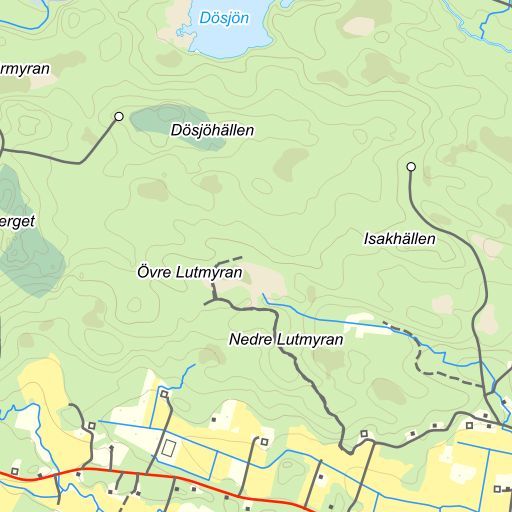 Dösjön
rmyran
Dösjöhällen
erget
Isakhällen
Övre Lutmyran
Nedre Lutmyran